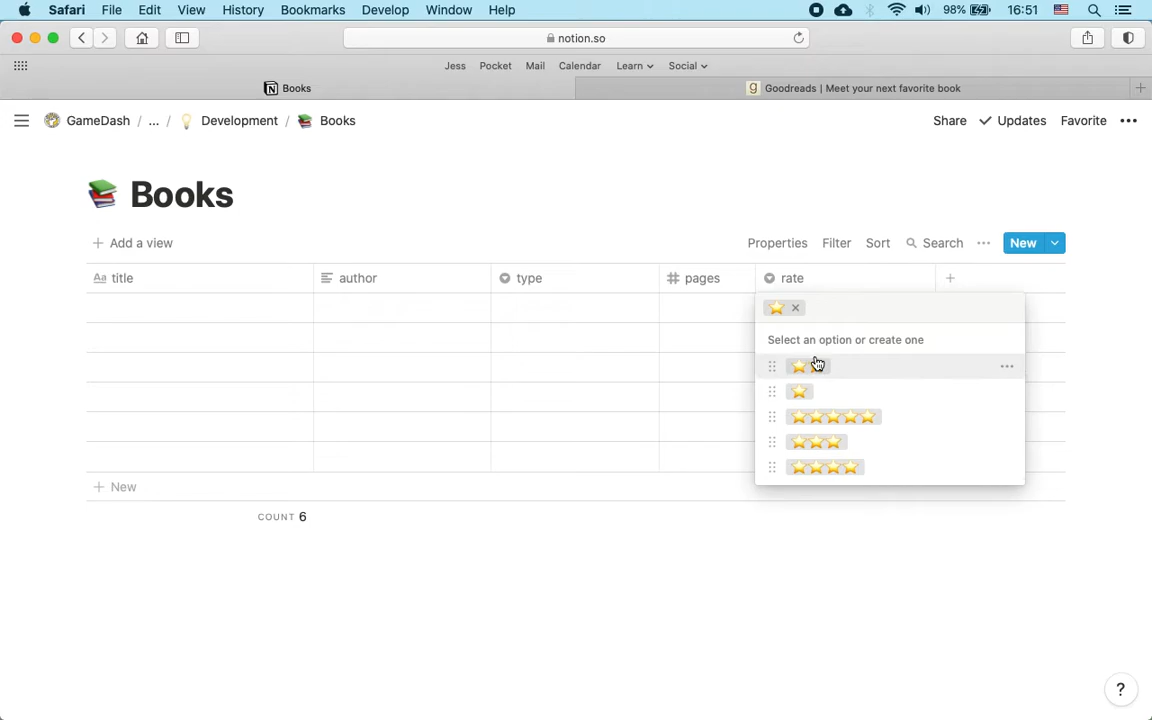 Safari File Edit View History Bookmarks Develop Window Help 98% 16:51
notion.so
Jess Pocket Mail Calendar Learn Social
Books Goodreads | Meet your next favorite book
GameDash / ... / Development / Books Share Updates Favorite
Books
Add a view Properties Filter Sort Search New
Aa title author type # pages rate
Select an option or create one
New
COUNT 6
?